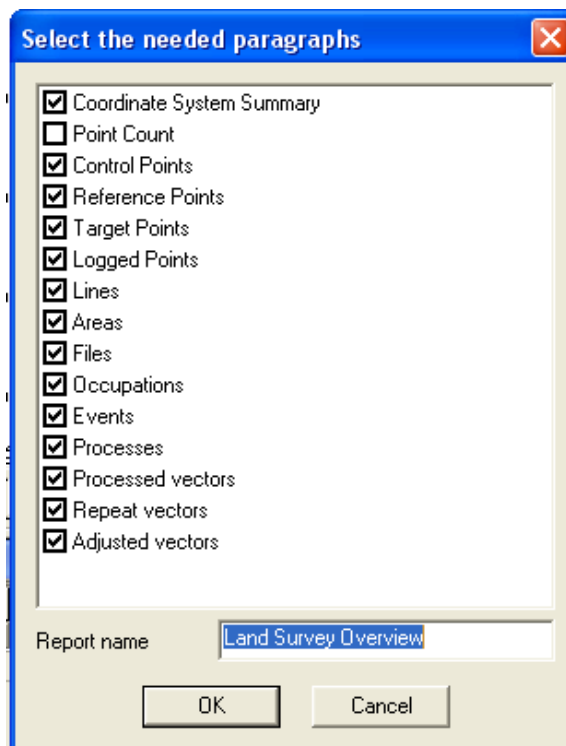 Select the needed paragraphs
Coordinate System Summary
Point Count
Control Points
Reference Points
Target Points
Logged Points
Lines
Areas
Files
Occupations
Events
Processes
Processed vectors
Repeat vectors
Adjusted vectors
Report name Land Survey Overview
OK Cancel